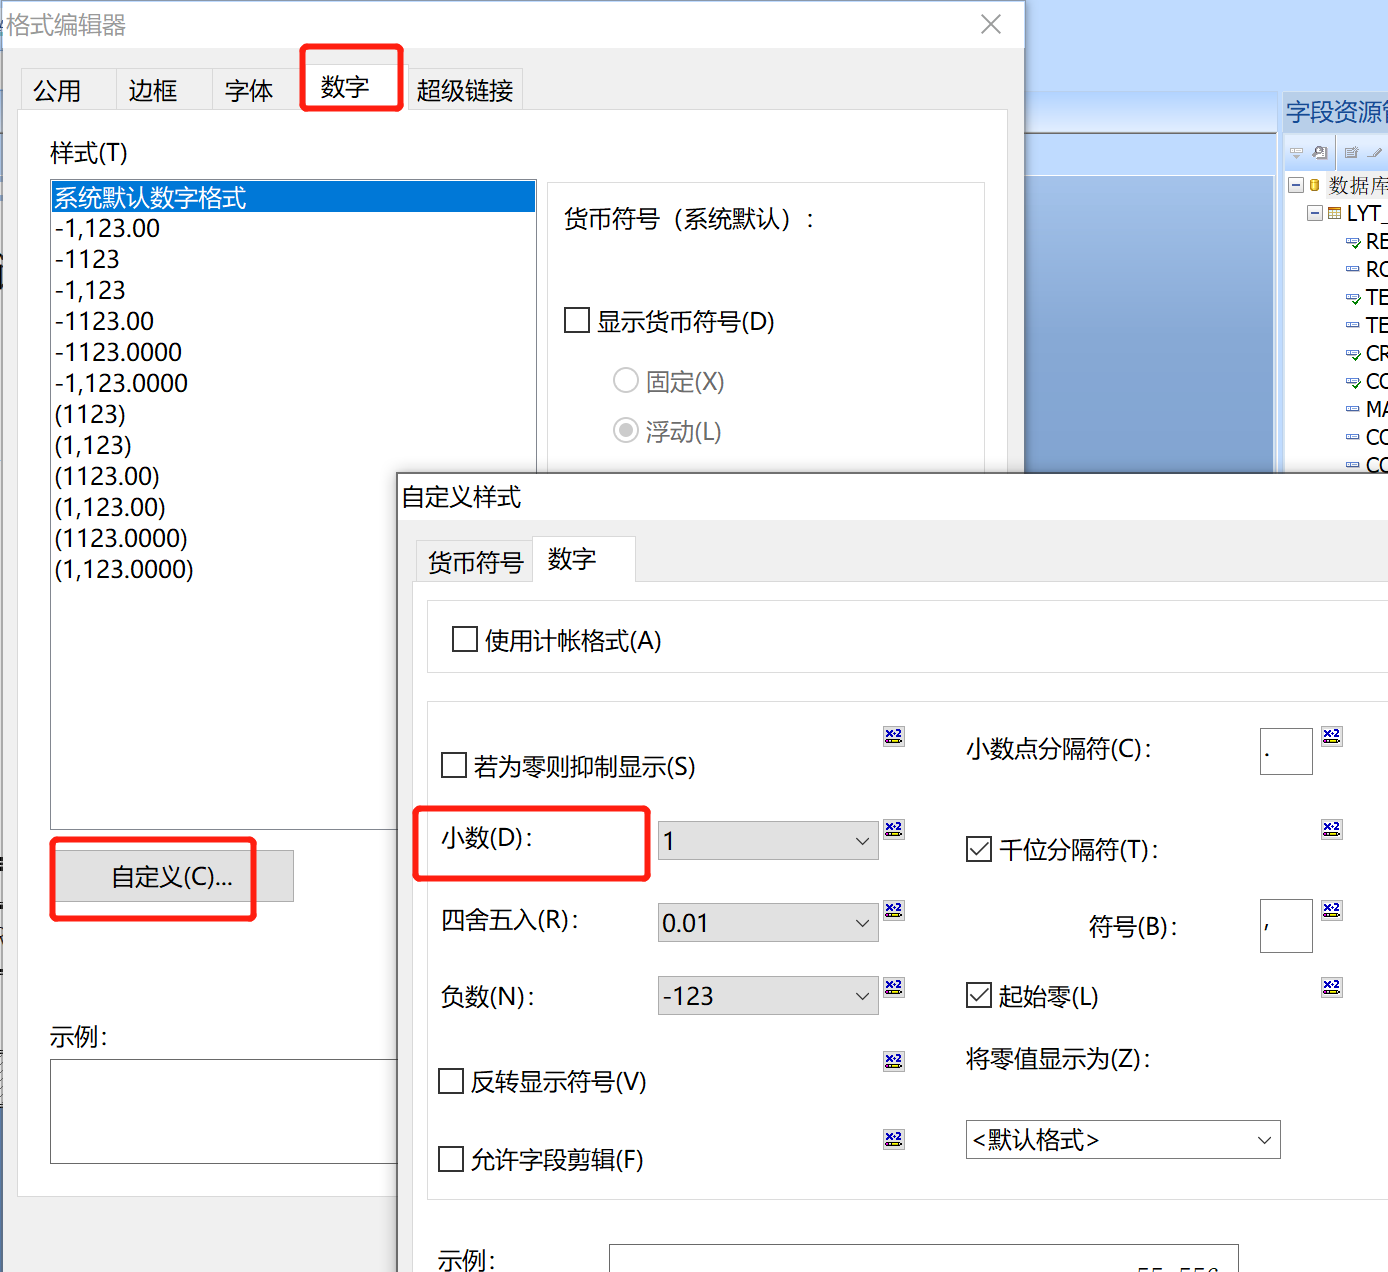 格式编辑器
公用
边框
字体
数字
超级链接
样式(T)
系统默认数字格式
-1,123.00
-1123
-1,123
-1123.00
-1123.0000
-1,123.0000
(1123)
(1,123)
(1123.00)
(1,123.00)
(1123.0000)
(1,123.0000)
货币符号（系统默认）：
显示货币符号(D)
固定(X)
浮动(L)
自定义(C)...
示例：
字段资源
数据库
LYT_
RE
RO
TE
TE
CR
CO
MA
CO
CO
自定义样式
货币符号
数字
使用计帐格式(A)
若为零则抑制显示(S)
小数(D)：
1
四舍五入(R)：
0.01
负数(N)：
-123
反转显示符号(V)
允许字段剪辑(F)
小数点分隔符(C)：
.
千位分隔符(T)：
符号(B)：
,
起始零(L)
将零值显示为(Z)：
<默认格式>
示例：